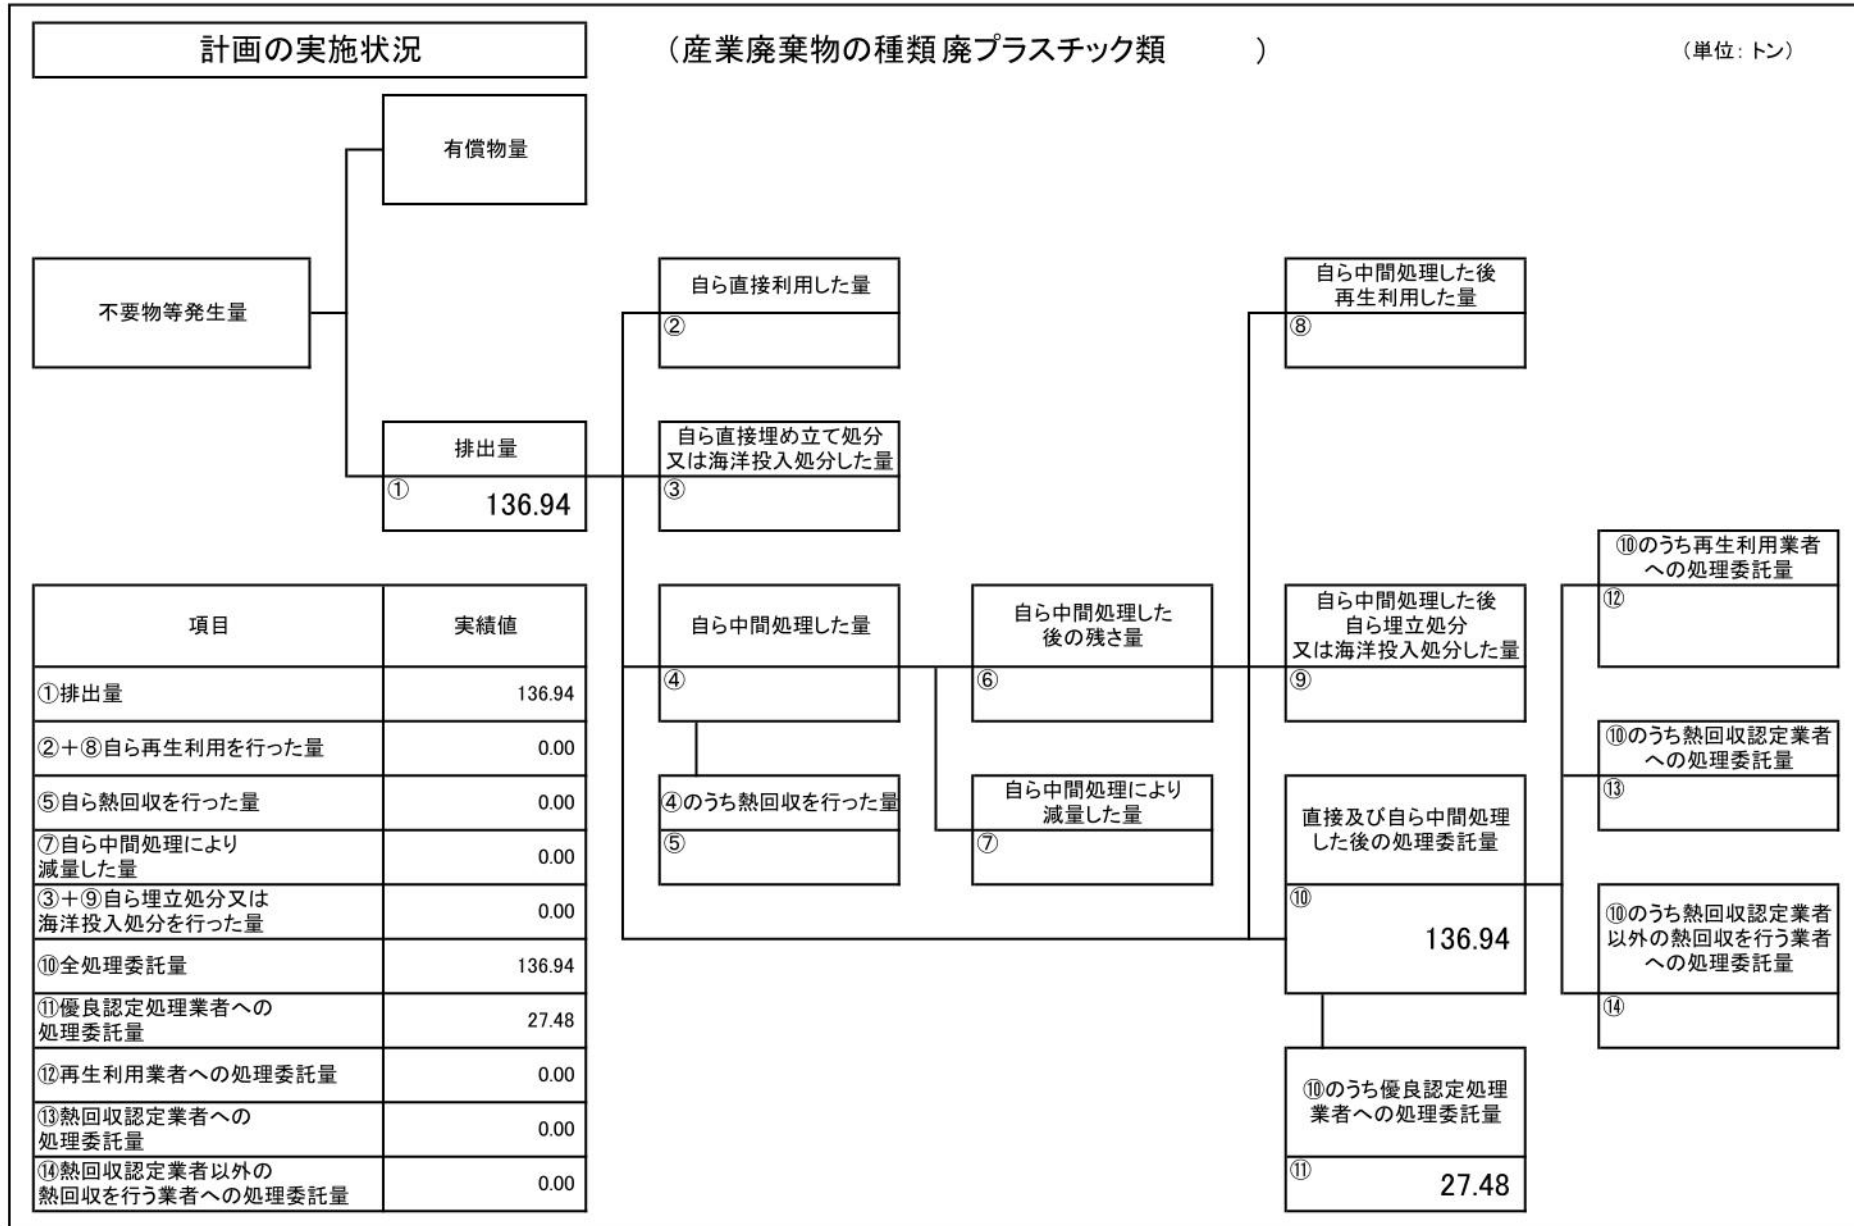 計画の実施状況
（産業廃棄物の種類 廃プラスチック類　　　）
（単位：トン）
有償物量
不要物等発生量
自ら直接利用した量
②
自ら中間処理した後
再生利用した量
⑧
排出量
① 136.94
自ら直接埋め立て処分
又は海洋投入処分した量
③
⑩のうち再生利用業者
への処理委託量
⑫
項目 実績値
①排出量 136.94
②＋⑧自ら再生利用を行った量 0.00
⑤自ら熱回収を行った量 0.00
⑦自ら中間処理により
減量した量 0.00
③＋⑨自ら埋立処分又は
海洋投入処分を行った量 0.00
⑩全処理委託量 136.94
⑪優良認定処理業者への
処理委託量 27.48
⑫再生利用業者への処理委託量 0.00
⑬熱回収認定業者への
処理委託量 0.00
⑭熱回収認定業者以外の
熱回収を行う業者への処理委託量 0.00
自ら中間処理した量
④
自ら中間処理した
後の残さ量
⑥
自ら中間処理した後
自ら埋立処分
又は海洋投入処分した量
⑨
④のうち熱回収を行った量
⑤
自ら中間処理により
減量した量
⑦
直接及び自ら中間処理
した後の処理委託量
⑩
136.94
⑩のうち熱回収認定業者
への処理委託量
⑬
⑩のうち熱回収認定業者
以外の熱回収を行う業者
への処理委託量
⑭
⑩のうち優良認定処理
業者への処理委託量
⑪ 27.48